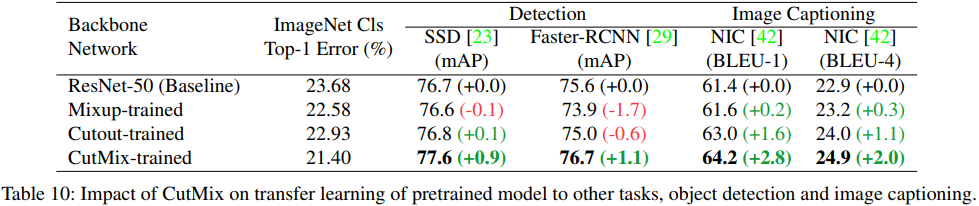 Backbone Network ImageNet Cls Top-1 Error (%) Detection Image Captioning
SSD [23] (mAP) Faster-RCNN [29] (mAP) NIC [42] (BLEU-1) NIC [42] (BLEU-4)
ResNet-50 (Baseline) 23.68 76.7 (+0.0) 75.6 (+0.0) 61.4 (+0.0) 22.9 (+0.0)
Mixup-trained 22.58 76.6 (-0.1) 73.9 (-1.7) 61.6 (+0.2) 23.2 (+0.3)
Cutout-trained 22.93 76.8 (+0.1) 75.0 (-0.6) 63.0 (+1.6) 24.0 (+1.1)
CutMix-trained 21.40 77.6 (+0.9) 76.7 (+1.1) 64.2 (+2.8) 24.9 (+2.0)
Table 10: Impact of CutMix on transfer learning of pretrained model to other tasks, object detection and image captioning.